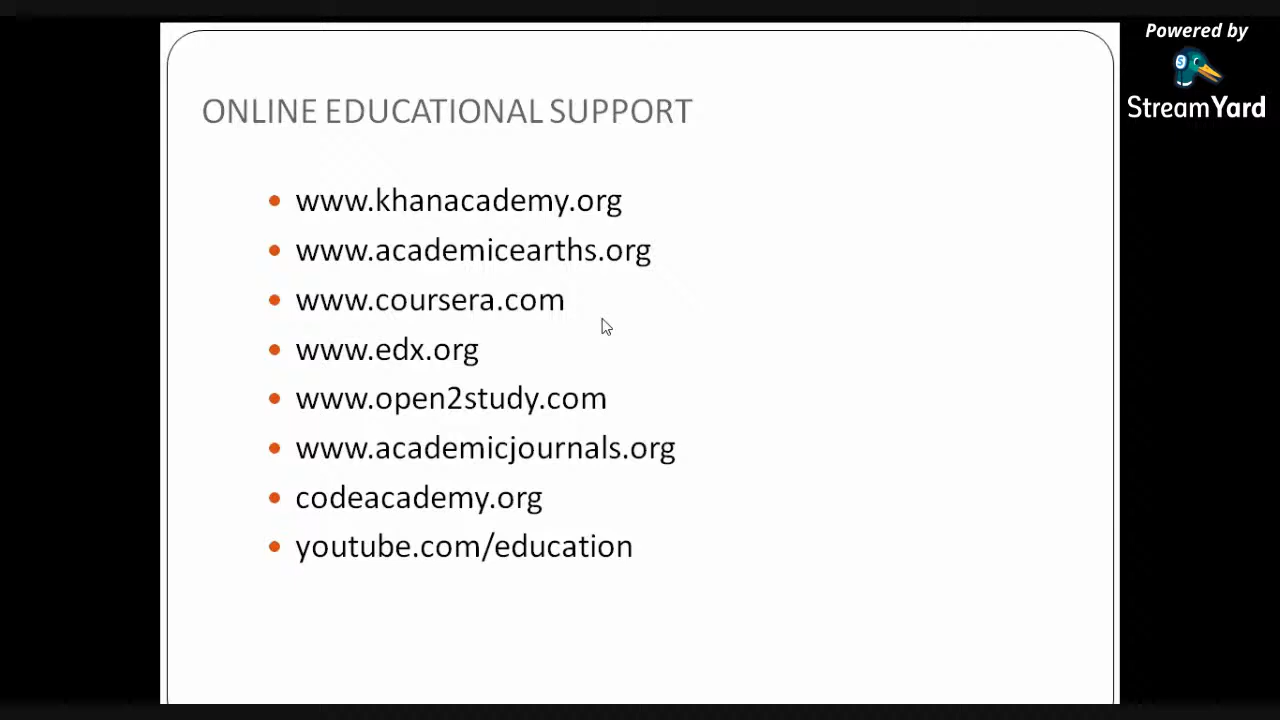 Powered by
StreamYard
ONLINE EDUCATIONAL SUPPORT
• www.khanacademy.org
• www.academicearths.org
• www.coursera.com
• www.edx.org
• www.open2study.com
• www.academicjournals.org
• codeacademy.org
• youtube.com/education